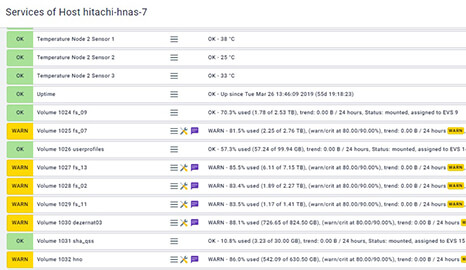 Services of Host hitachi-hnas-7
OK Temperature Node 2 Sensor 1 OK - 38 °C
OK Temperature Node 2 Sensor 2 OK - 25 °C
OK Temperature Node 2 Sensor 3 OK - 33 °C
OK Uptime OK - Up since Tue Mar 26 13:46:09 2019 (55d 19:18:23)
OK Volume 1024 fs_09 OK - 70.3% used (1.78 of 2.53 TB), trend: 0.00 B / 24 hours, Status: mounted, assigned to EVS 9
WARN Volume 1025 fs_07 WARN - 81.5% used (2.25 of 2.76 TB), (warn/crit at 80.00/90.00%), trend: 0.00 B / 24 hours WARN
OK Volume 1026 userprofiles OK - 57.3% used (57.24 of 99.94 GB), trend: 0.00 B / 24 hours, Status: mounted, assigned to EVS 1
WARN Volume 1027 fs_13 WARN - 85.5% used (6.11 of 7.15 TB), (warn/crit at 80.00/90.00%), trend: 0.00 B / 24 hours WARN
WARN Volume 1028 fs_02 WARN - 83.4% used (1.89 of 2.27 TB), (warn/crit at 80.00/90.00%), trend: 0.00 B / 24 hours WARN
WARN Volume 1029 fs_11 WARN - 83.5% used (1.17 of 1.41 TB), (warn/crit at 80.00/90.00%), trend: 0.00 B / 24 hours WARN
WARN Volume 1030 dezernat03 WARN - 88.1% used (726.65 of 824.50 GB), (warn/crit at 80.00/90.00%), trend: 0.00 B / 24 hours
OK Volume 1031 sha_qss OK - 10.8% used (3.23 of 30.00 GB), trend: 0.00 B / 24 hours, Status: mounted, assigned to EVS 15
WARN Volume 1032 hno WARN - 86.0% used (542.09 of 630.50 GB), (warn/crit at 80.00/90.00%), trend: 0.00 B / 24 hours